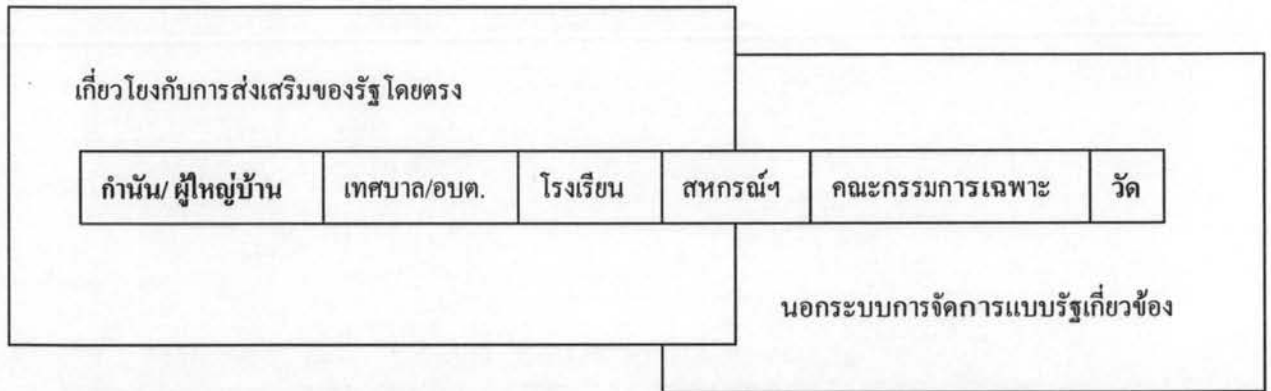 เกี่ยวโยงกับการส่งเสริมของรัฐโดยตรง
กำนัน/ ผู้ใหญ่บ้าน เทศบาล/อบต. โรงเรียน สหกรณ์ฯ คณะกรรมการเฉพาะ วัด
นอกระบบการจัดการแบบรัฐเกี่ยวข้อง